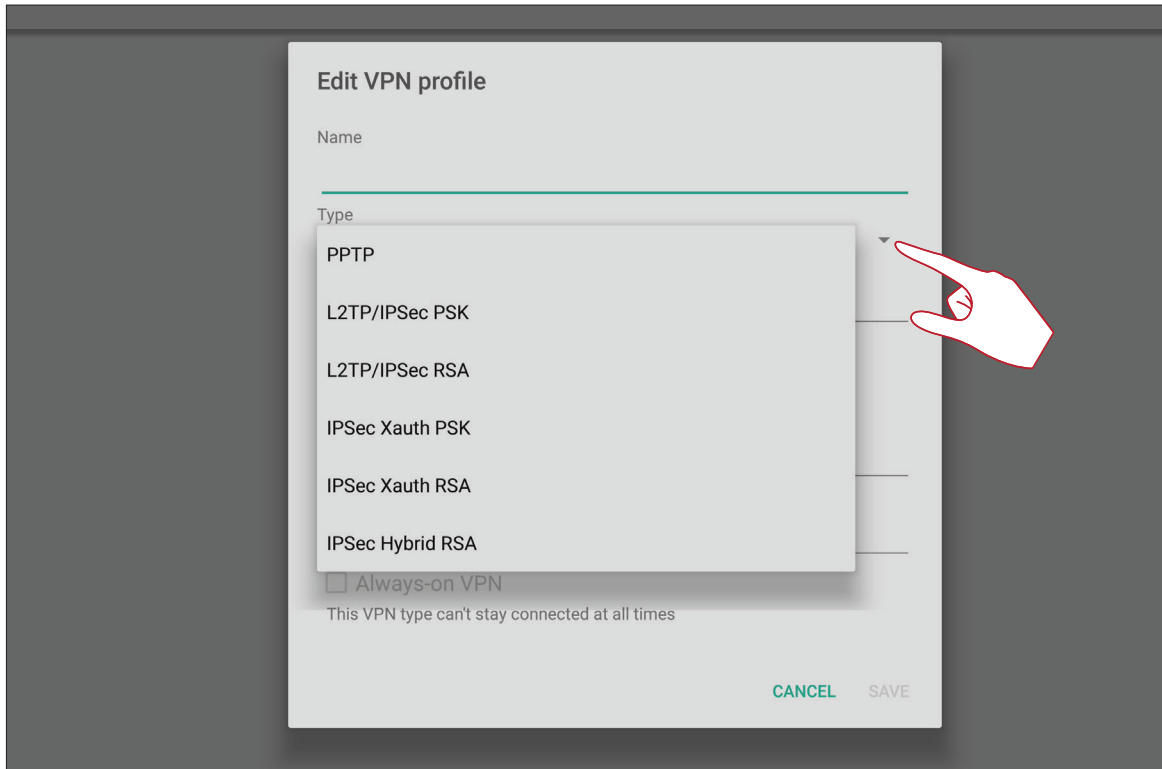 Edit VPN profile
Name
Type
PPTP
L2TP/IPSec PSK
L2TP/IPSec RSA
IPSec Xauth PSK
IPSec Xauth RSA
IPSec Hybrid RSA
Always-on VPN
This VPN type can't stay connected at all times
CANCEL SAVE